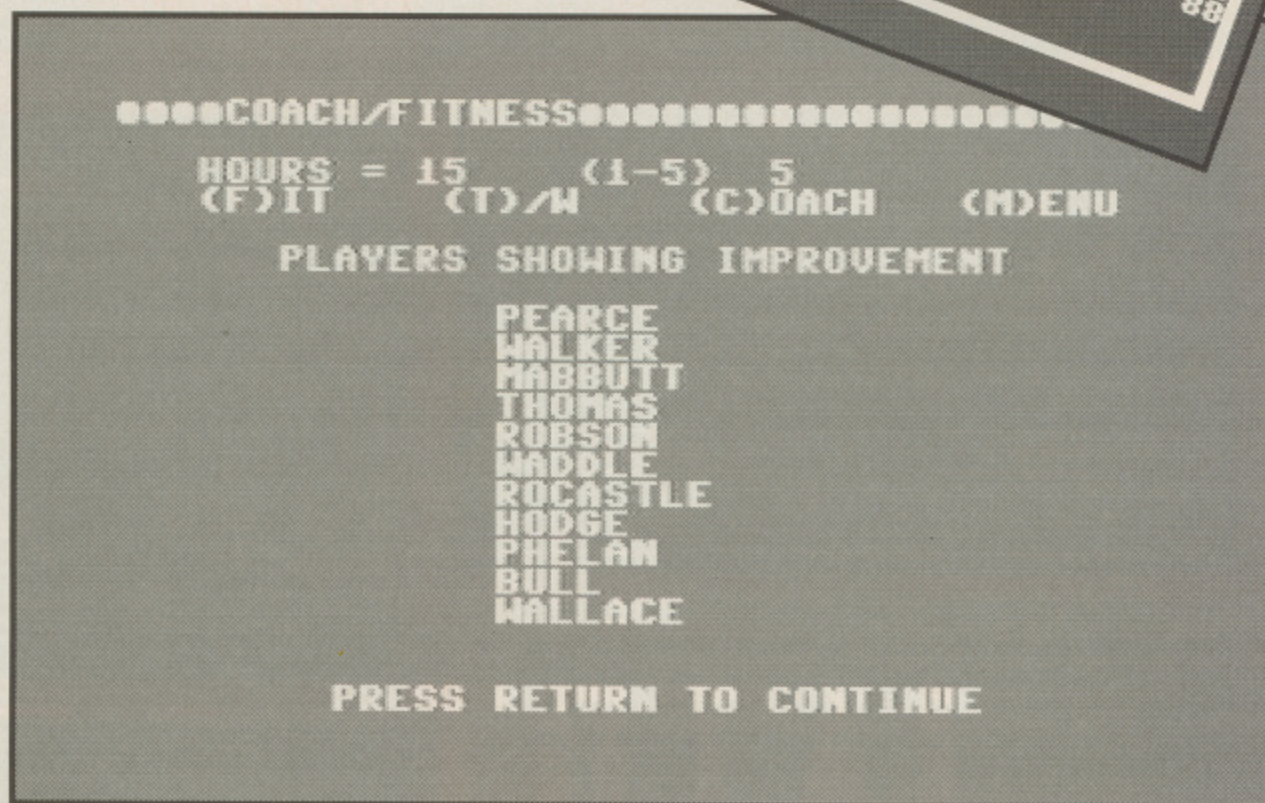 COACH/FITNESS
HOURS = 15 (1-5) 5
(F)IT (T)/W (C)OACH (M)ENU
PLAYERS SHOWING IMPROVEMENT
PEARCE
WALKER
MABBUTT
THOMAS
ROBSON
WADDLE
ROCASTLE
HODGE
PHELAN
BULL
WALLACE
PRESS RETURN TO CONTINUE